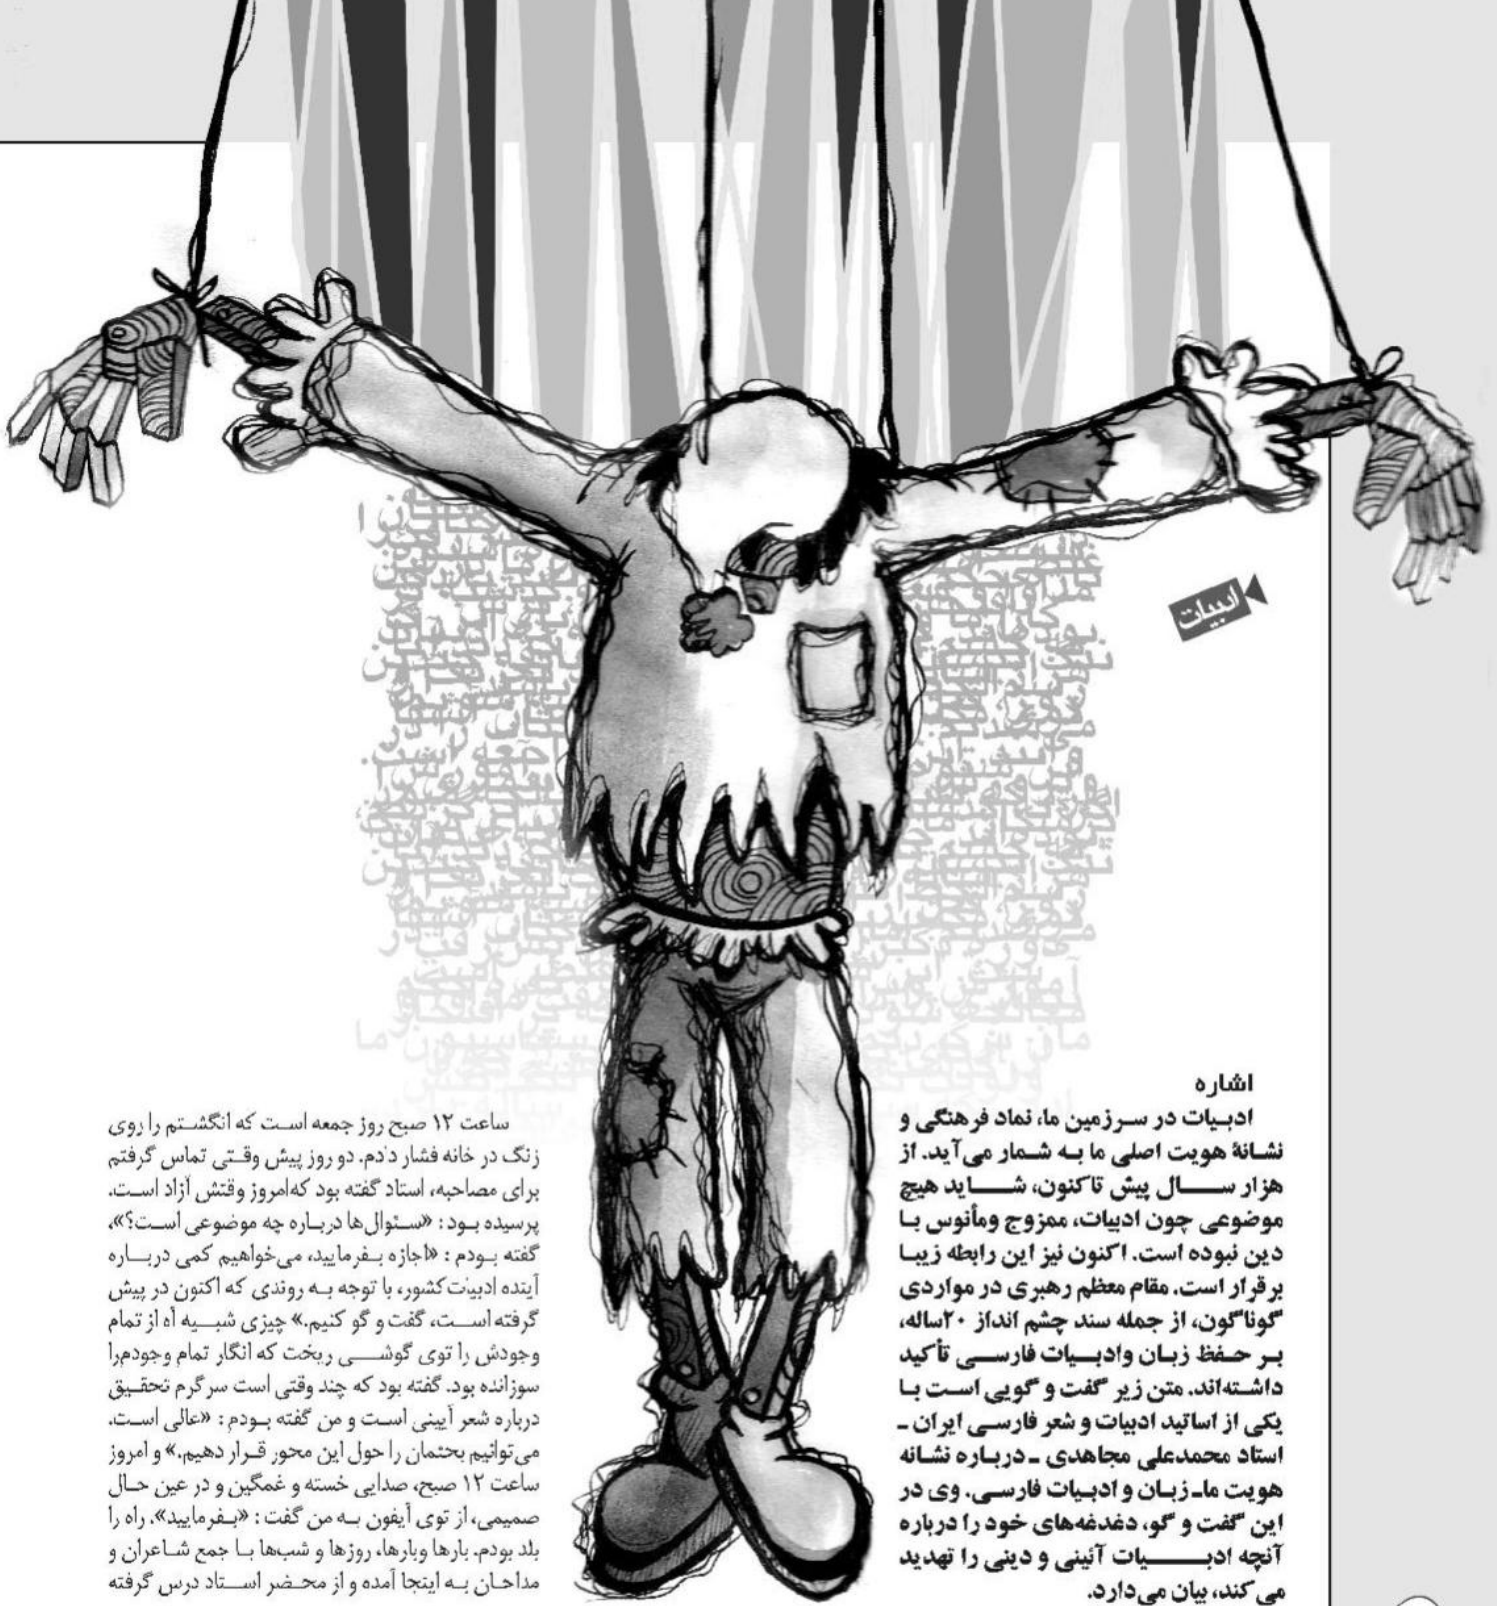 ادبیات
اشاره
ادبیات در سرزمین ما، نماد فرهنگی و
نشانهٔ هویت اصلی ما به شمار می‌آید. از
هزار سال پیش تاکنون، شاید هیچ
موضوعی چون ادبیات، ممزوج ومأنوس با
دین نبوده است. اکنون نیز این رابطه زیبا
برقرار است. مقام معظم رهبری در مواردی
گوناگون، از جمله سند چشم انداز ۲۰ساله،
بر حفظ زبان وادبیات فارسی تأکید
داشته‌اند. متن زیر گفت و گویی است با
یکی از اساتید ادبیات و شعر فارسی ایران ـ
استاد محمدعلی مجاهدی ـ درباره نشانه
هویت ماـ زبان و ادبیات فارسی. وی در
این گفت و گو، دغدغه‌های خود را درباره
آنچه ادبیات آئینی و دینی را تهدید
می‌کند، بیان می‌دارد.
ساعت ۱۲ صبح روز جمعه است که انگشتم را روی
زنگ در خانه فشار دادم. دو روز پیش وقتی تماس گرفتم
برای مصاحبه، استاد گفته بود که‌امروز وقتش آزاد است.
پرسیده بود: «سئوال‌ها درباره چه موضوعی است؟»،
گفته بودم : «اجازه بفرمایید، می‌خواهیم کمی درباره
آینده ادبیات کشور، با توجه به روندی که اکنون در پیش
گرفته است، گفت و گو کنیم.» چیزی شبیه آه از تمام
وجودش را توی گوشی ریخت که انگار تمام وجودم‌را
سوزانده بود. گفته بود که چند وقتی است سرگرم تحقیق
درباره شعر آیینی است و من گفته بودم : «عالی است.
می‌توانیم بحثمان را حول این محور قرار دهیم.» و امروز
ساعت ۱۲ صبح، صدایی خسته و غمگین و در عین حال
صمیمی، از توی آیفون به من گفت : «بفرمایید». راه را
بلد بودم. بارها وبارها، روزها و شب‌ها با جمع شاعران و
مداحان به اینجا آمده و از محضر استاد درس گرفته